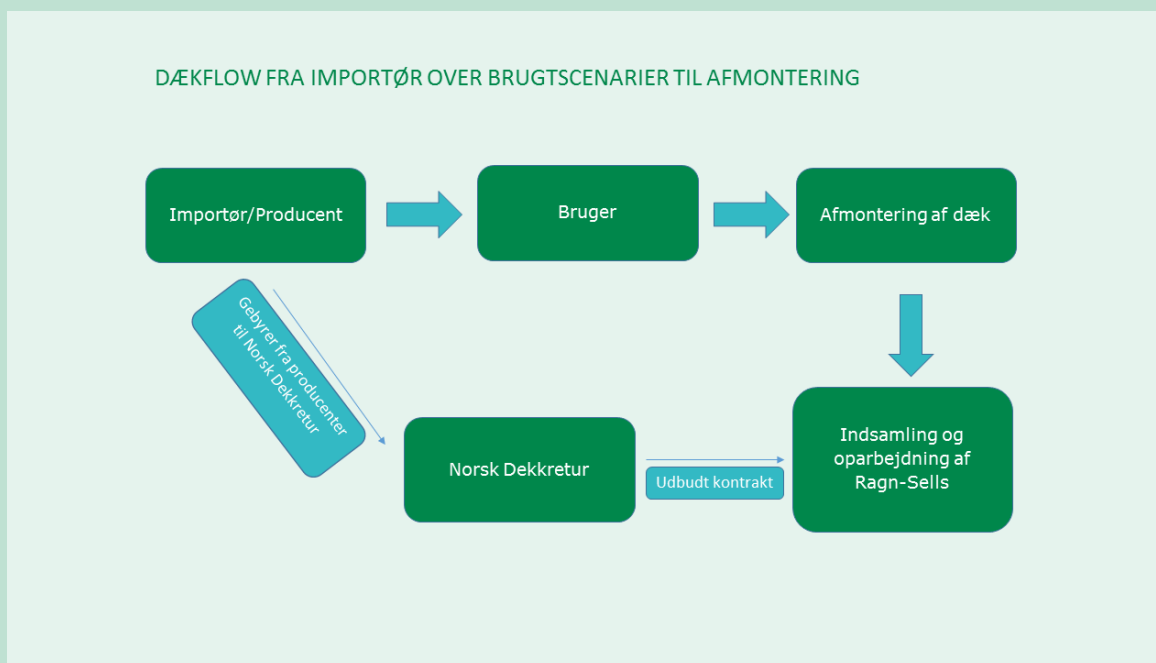 DÆKFLOW FRA IMPORTØR OVER BRUGTSCENARIER TIL AFMONTERING
Importør/Producent
Bruger
Afmontering af dæk
Gebyrer fra producenter
til Norsk Dekkretur
Norsk Dekkretur
Udbudt kontrakt
Indsamling og
oparbejdning af
Ragn-Sells